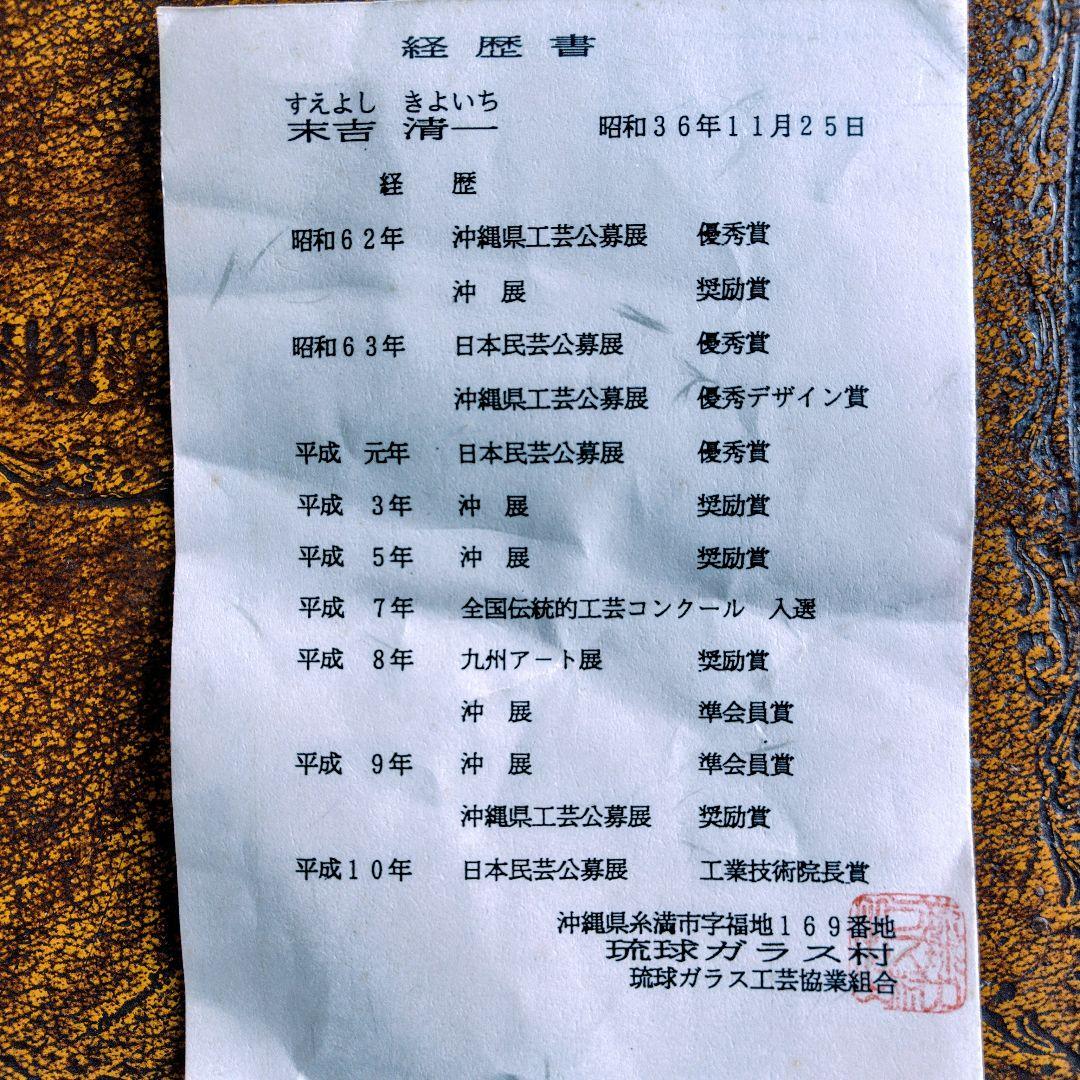 経歴書
すえよし　きよいち
末吉　清一　　昭和３６年１１月２５日
経　歴
昭和６２年　沖縄県工芸公募展　優秀賞
沖　展　奨励賞
昭和６３年　日本民芸公募展　優秀賞
沖縄県工芸公募展　優秀デザイン賞
平成　元年　日本民芸公募展　優秀賞
平成　３年　沖　展　奨励賞
平成　５年　沖　展　奨励賞
平成　７年　全国伝統的工芸コンクール　入選
平成　８年　九州アート展　奨励賞
沖　展　準会員賞
平成　９年　沖　展　準会員賞
沖縄県工芸公募展　奨励賞
平成１０年　日本民芸公募展　工業技術院長賞
沖縄県糸満市字福地１６９番地
琉球ガラス村
琉球ガラス工芸協業組合